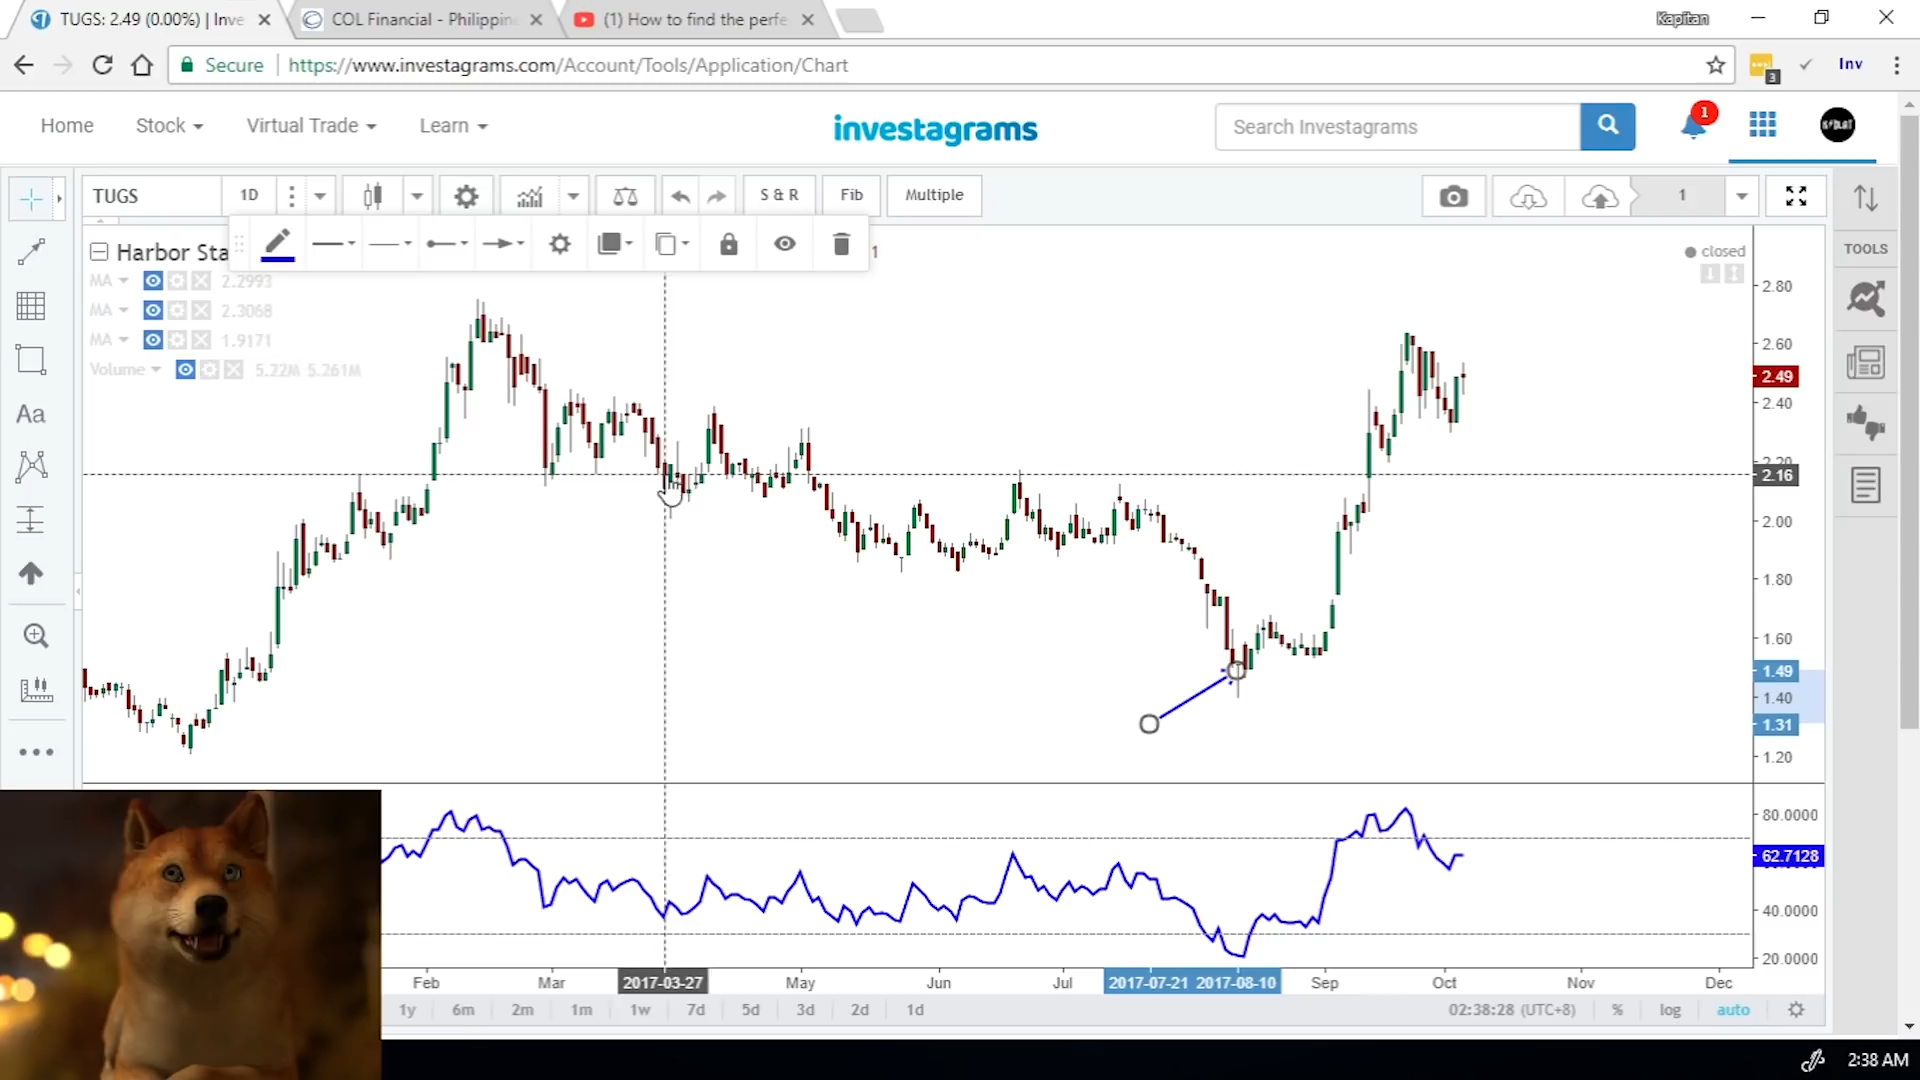 TUGS: 2.49 (0.00%) | Inve
COL Financial - Philippin
(1) How to find the perfe
Kapitan
Secure
https://www.investagrams.com/Account/Tools/Application/Chart
3
Inv
Home
Stock
Virtual Trade
Learn
investagrams
Search Investagrams
1
TUGS
1D
S & R
Fib
Multiple
1
TOOLS
Harbor Sta
1
closed
MA 2.2993
MA 2.3068
MA 1.9171
Volume 5.22M 5.261M
Aa
2.80
2.60
2.49
2.40
2.20
2.16
2.00
1.80
1.60
1.49
1.40
1.31
1.20
80.0000
62.7128
40.0000
20.0000
Feb Mar 2017-03-27 May Jun Jul 2017-07-21 2017-08-10 Sep Oct Nov Dec
1y 6m 2m 1m 1w 7d 5d 3d 2d 1d
02:38:28 (UTC+8) % log auto
2:38 AM